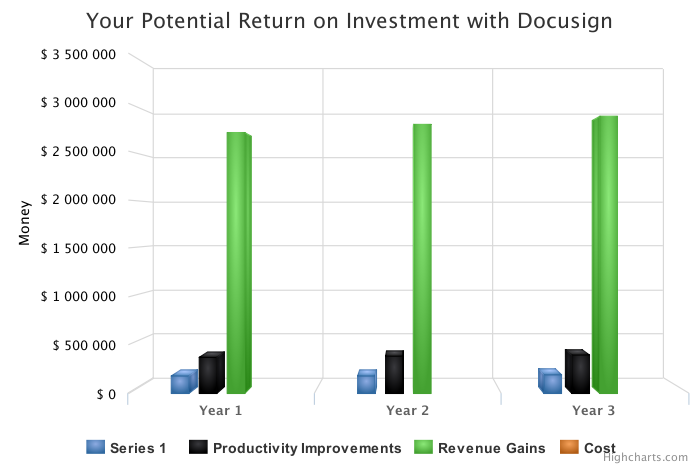 Your Potential Return on Investment with Docusign
$ 3 500 000
$ 3 000 000
$ 2 500 000
$ 2 000 000
$ 1 500 000
$ 1 000 000
$ 500 000
$ 0
Money
Year 1 Year 2 Year 3
Series 1 Productivity Improvements Revenue Gains Cost
Highcharts.com